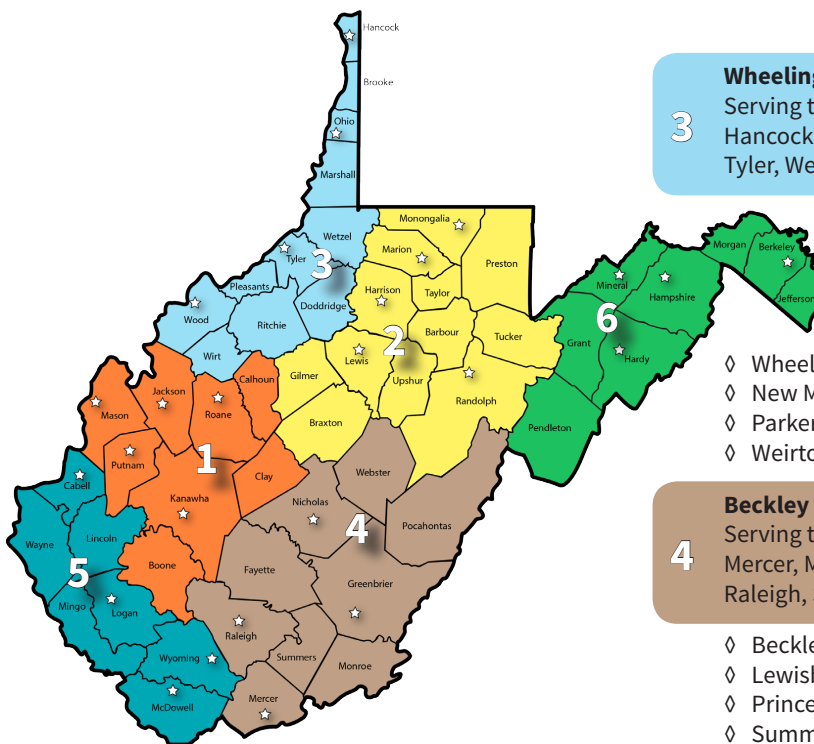 Hancock
Brooke
Ohio
Marshall
Wetzel
Tyler
3
Pleasants
Doddridge
Wood
Ritchie
Wirt
Monongalia
Marion
Preston
Harrison
Taylor
Barbour
Tucker
2
Lewis
Gilmer
Upshur
Randolph
Braxton
Morgan
Berkeley
Jefferson
Mineral
Hampshire
6
Grant
Hardy
Pendleton
Calhoun
Jackson
Roane
Mason
Putnam
1
Clay
Kanawha
Boone
Cabell
Wayne
Lincoln
5
Mingo
Logan
Wyoming
McDowell
Webster
Nicholas
Pocahontas
4
Fayette
Greenbrier
Raleigh
Summers
Monroe
Mercer
3
Wheeling
Serving t
Hancock
Tyler, We
◊ Wheel
◊ New M
◊ Parker
◊ Weirto
4
Beckley
Serving t
Mercer, M
Raleigh,
◊ Beckle
◊ Lewisb
◊ Prince
◊ Summ